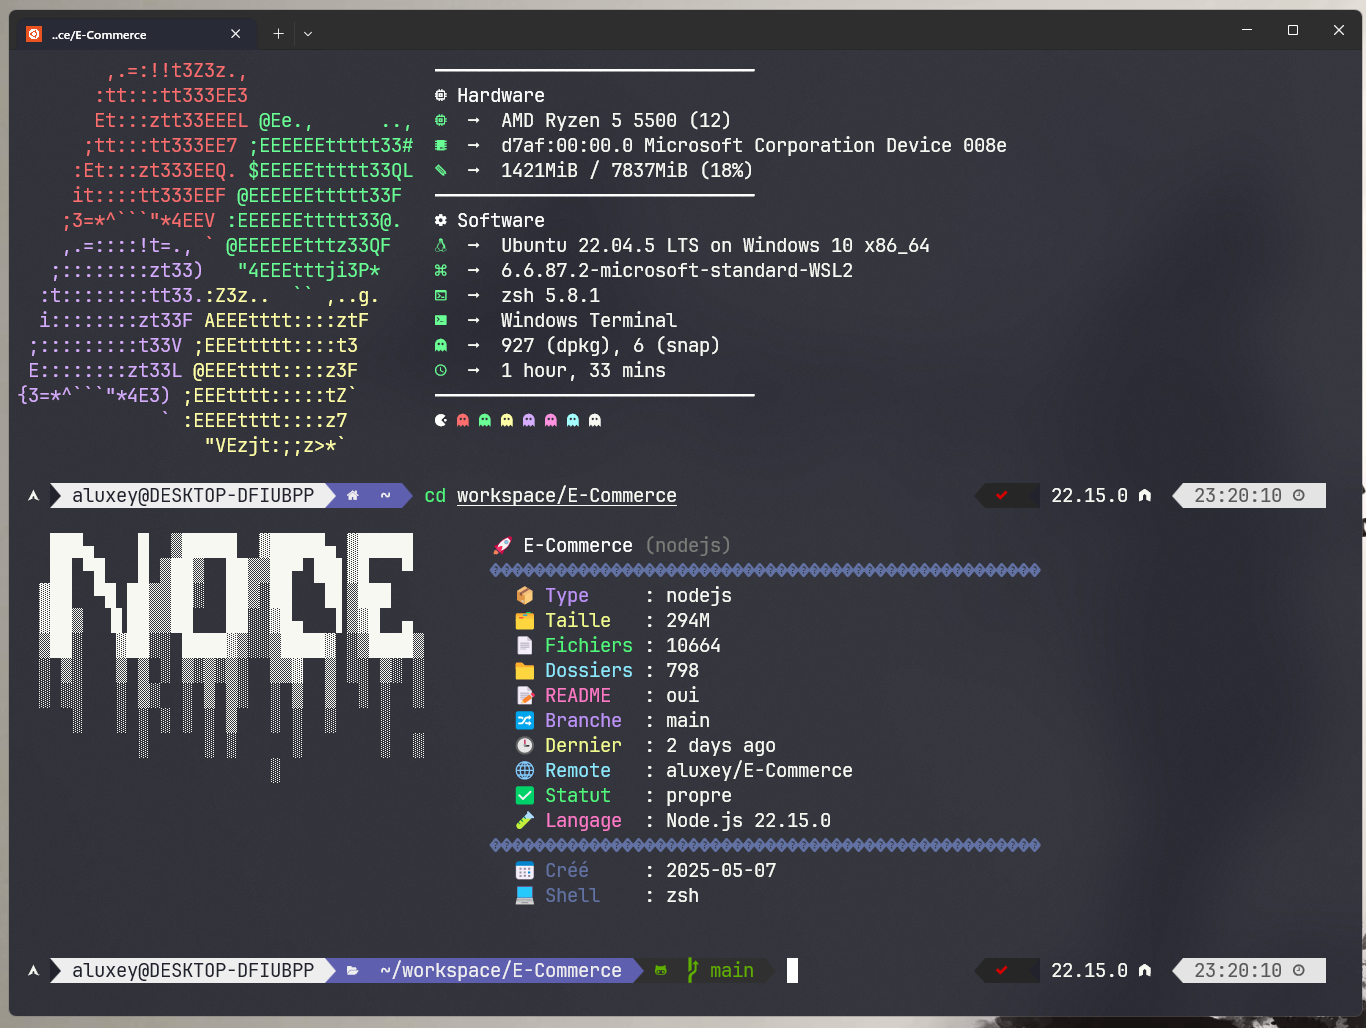 ..ce/E-Commerce
,.=:!!t3Z3z.,
:tt:::tt333EE3
Et:::ztt33EEEL @Ee.,      ..,
;tt:::tt333EE7 ;EEEEEEttttt33#
:Et:::zt333EEQ. $EEEEEttttt33QL
it::::tt333EEF @EEEEEEttttt33F
;3=*^```"*4EEV :EEEEEEttttt33@.
,.=::::!t=., ` @EEEEEEtttz33QF
;::::::::zt33)   "4EEEtttji3P*
:t::::::::tt33.:Z3z..  `` ,..g.
i::::::::zt33F AEEEtttt::::ztF
;:::::::::t33V ;EEEttttt::::t3
E::::::::zt33L @EEEtttt::::z3F
{3=*^```"*4E3) ;EEEtttt:::::tZ`
` :EEEEtttt::::z7
"VEzjt:;;z>*`
Hardware
→ AMD Ryzen 5 5500 (12)
→ d7af:00:00.0 Microsoft Corporation Device 008e
→ 1421MiB / 7837MiB (18%)
Software
→ Ubuntu 22.04.5 LTS on Windows 10 x86_64
→ 6.6.87.2-microsoft-standard-WSL2
→ zsh 5.8.1
→ Windows Terminal
→ 927 (dpkg), 6 (snap)
→ 1 hour, 33 mins
aluxey@DESKTOP-DFIUBPP ~ cd workspace/E-Commerce 22.15.0 23:20:10
NODE
E-Commerce (nodejs)
Type : nodejs
Taille : 294M
Fichiers : 10664
Dossiers : 798
README : oui
Branche : main
Dernier : 2 days ago
Remote : aluxey/E-Commerce
Statut : propre
Langage : Node.js 22.15.0
Créé : 2025-05-07
Shell : zsh
aluxey@DESKTOP-DFIUBPP ~/workspace/E-Commerce main 22.15.0 23:20:10